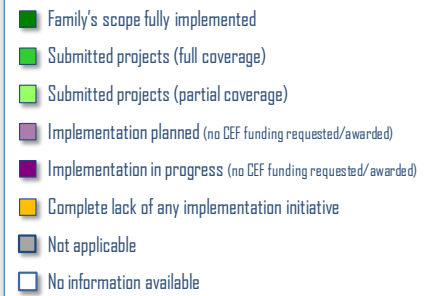 Family's scope fully implemented
Submitted projects (full coverage)
Submitted projects (partial coverage)
Implementation planned (no CEF funding requested/awarded)
Implementation in progress (no CEF funding requested/awarded)
Complete lack of any implementation initiative
Not applicable
No information available